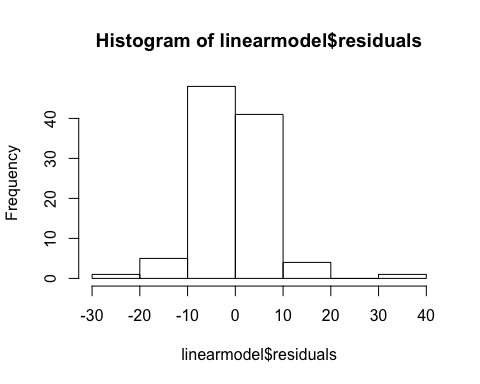 Histogram of linearmodel$residuals
Frequency
40
30
20
10
0
-30 -20 -10 0 10 20 30 40
linearmodel$residuals